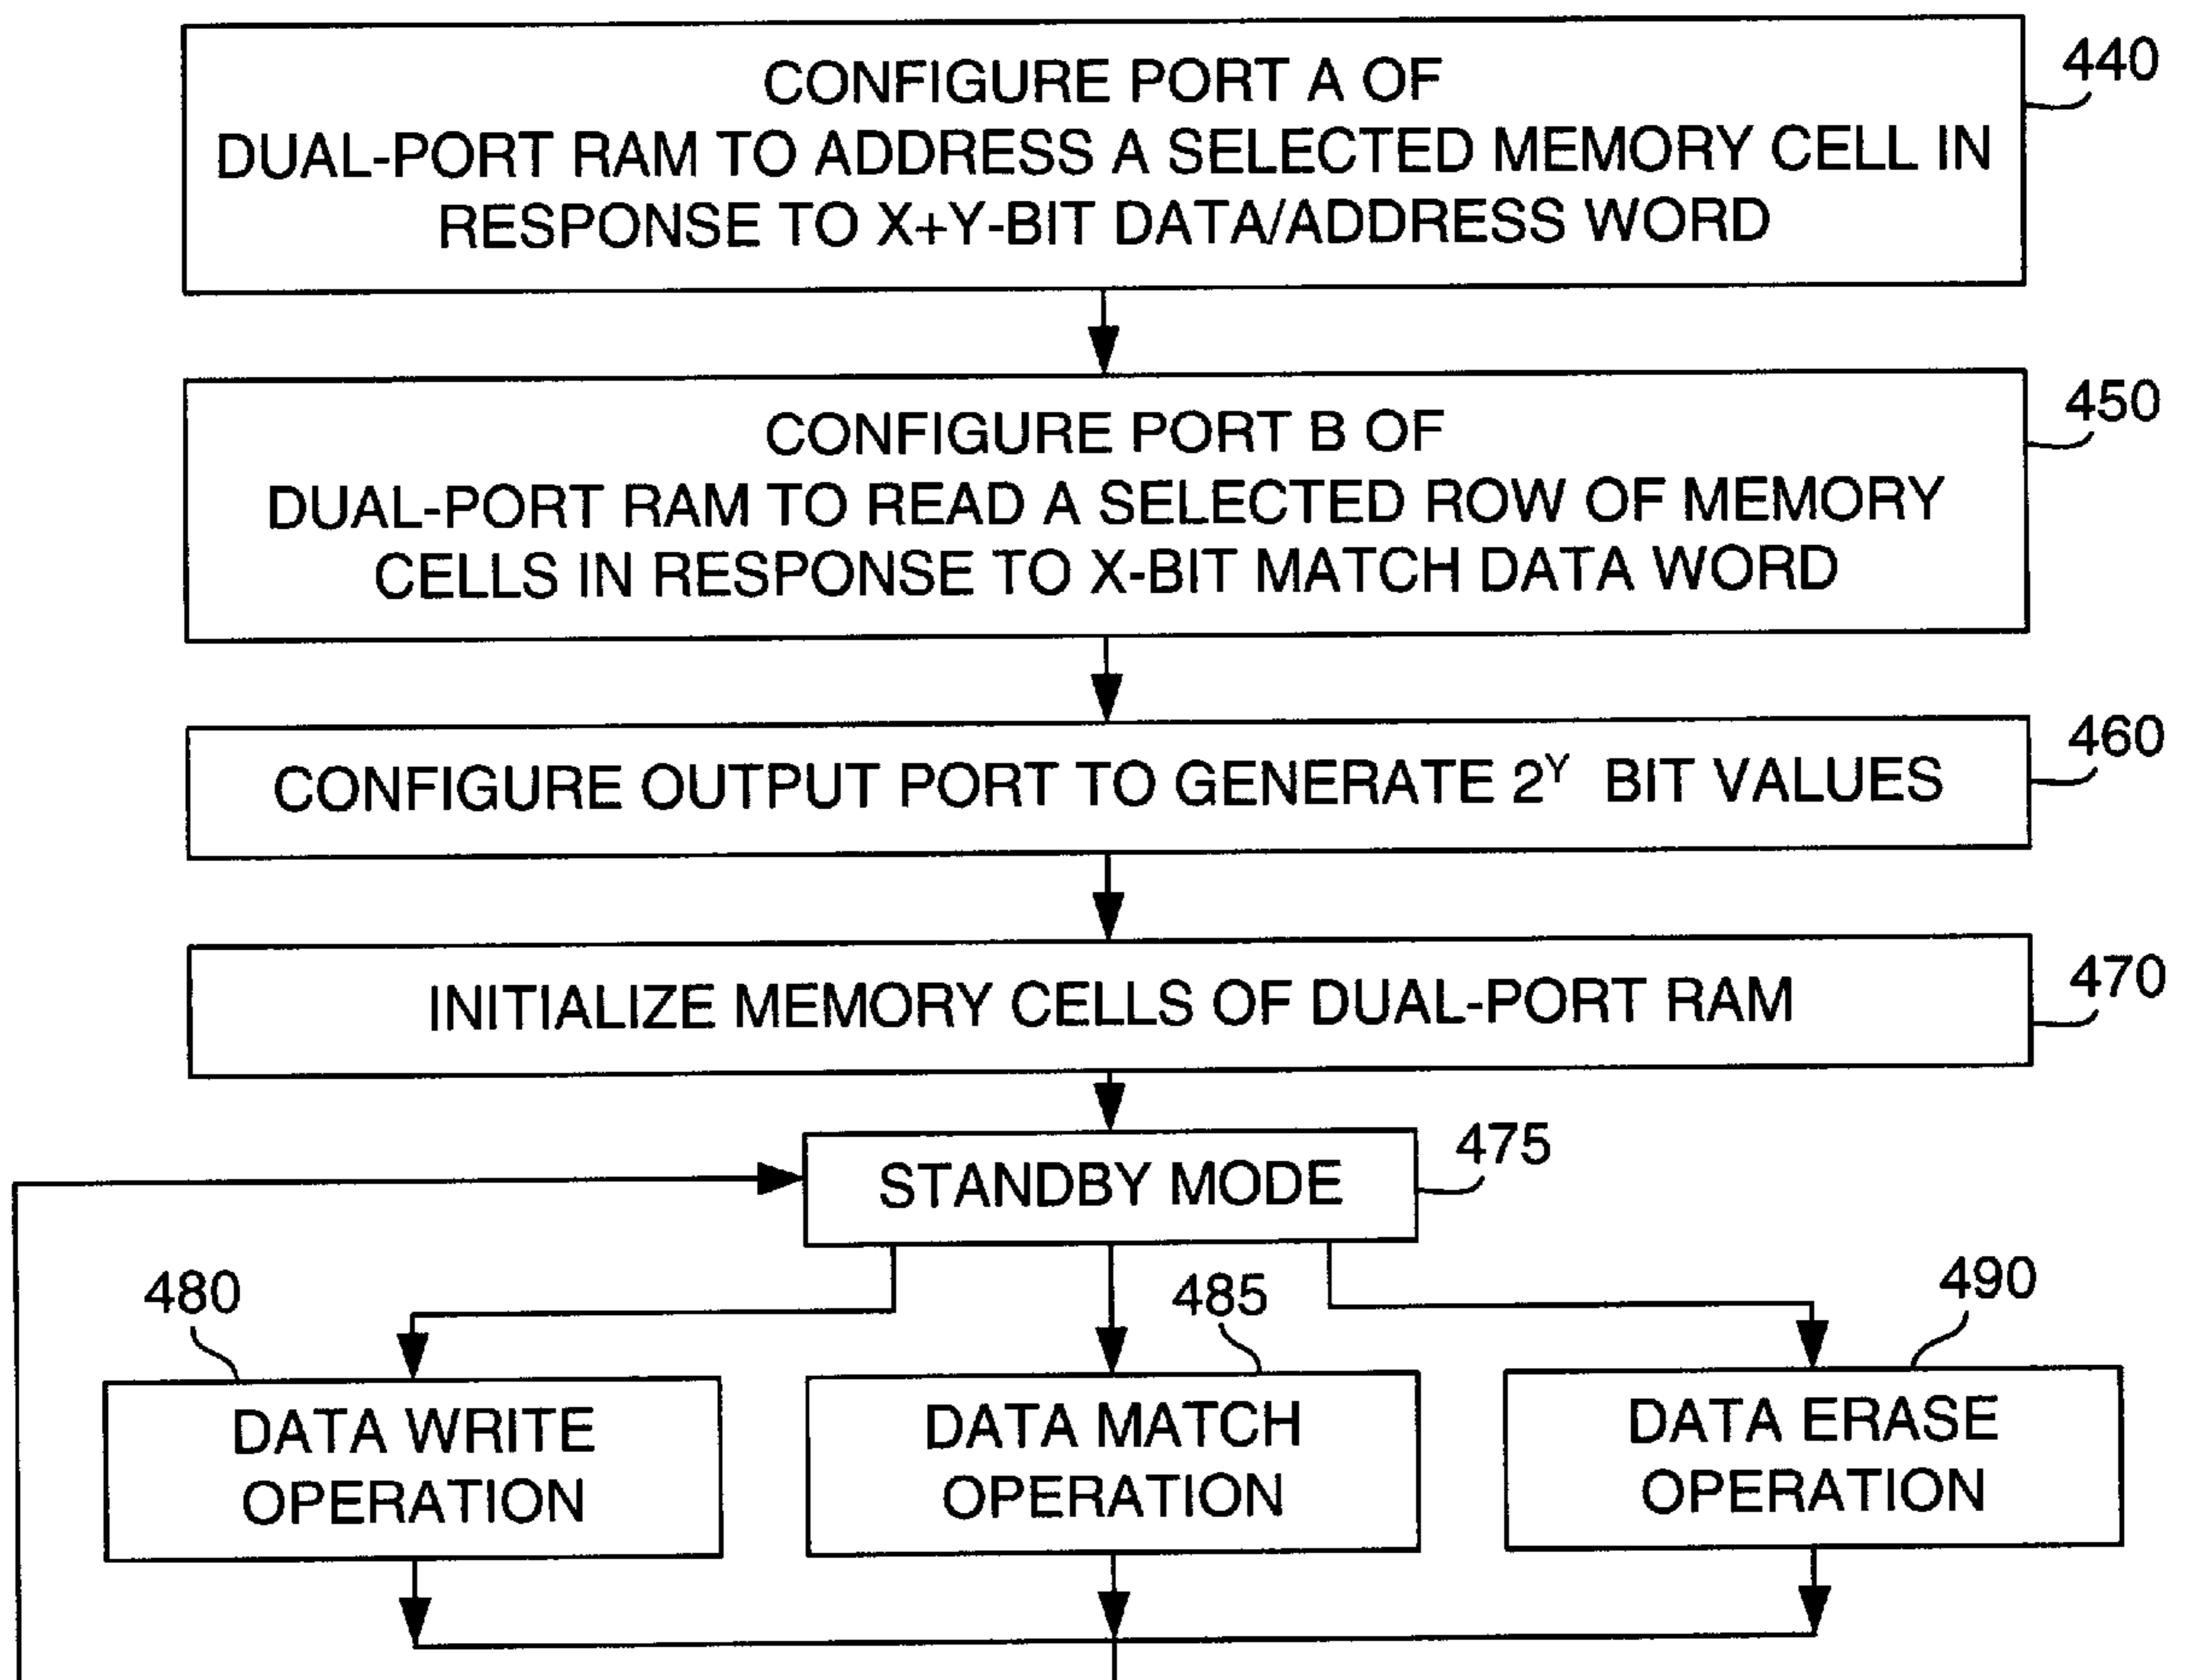 CONFIGURE PORT A OF
DUAL-PORT RAM TO ADDRESS A SELECTED MEMORY CELL IN
RESPONSE TO X+Y-BIT DATA/ADDRESS WORD
440
CONFIGURE PORT B OF
DUAL-PORT RAM TO READ A SELECTED ROW OF MEMORY
CELLS IN RESPONSE TO X-BIT MATCH DATA WORD
450
CONFIGURE OUTPUT PORT TO GENERATE 2^Y BIT VALUES
460
INITIALIZE MEMORY CELLS OF DUAL-PORT RAM
470
STANDBY MODE
475
480
DATA WRITE
OPERATION
485
DATA MATCH
OPERATION
490
DATA ERASE
OPERATION